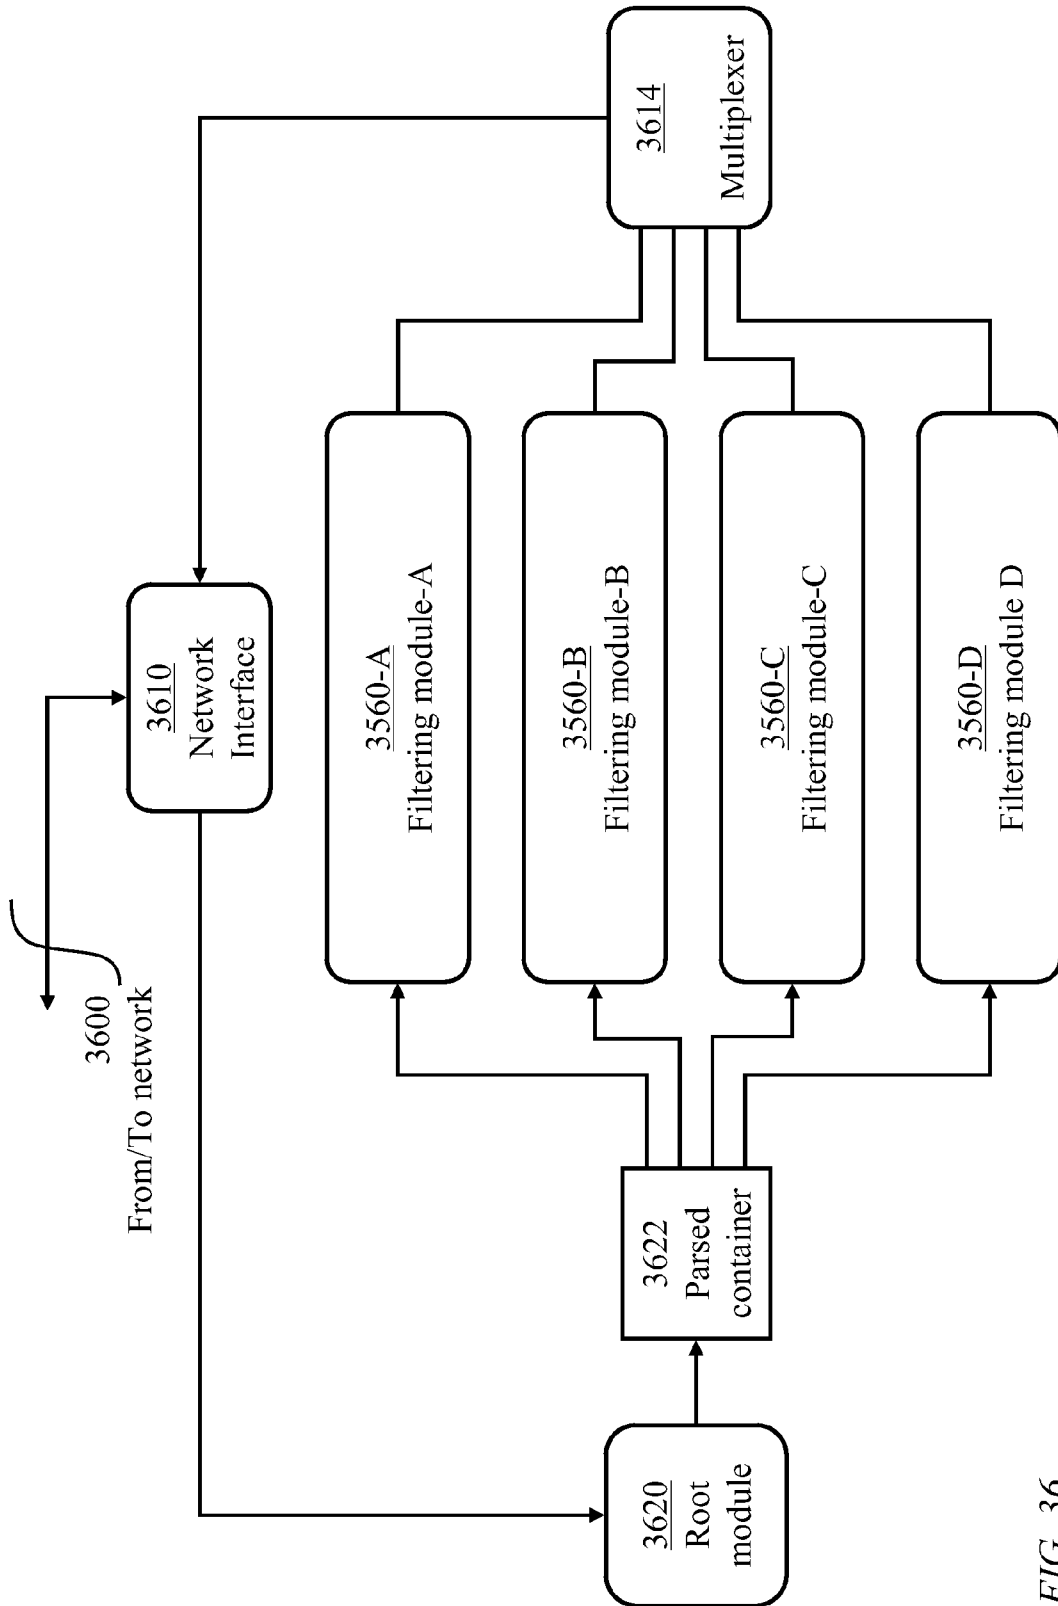 3600
From/To network
3610
Network
Interface
3620
Root
module
3622
Parsed
container
3560-A
Filtering module-A
3560-B
Filtering module-B
3560-C
Filtering module-C
3560-D
Filtering module D
3614
Multiplexer
FIG. 36